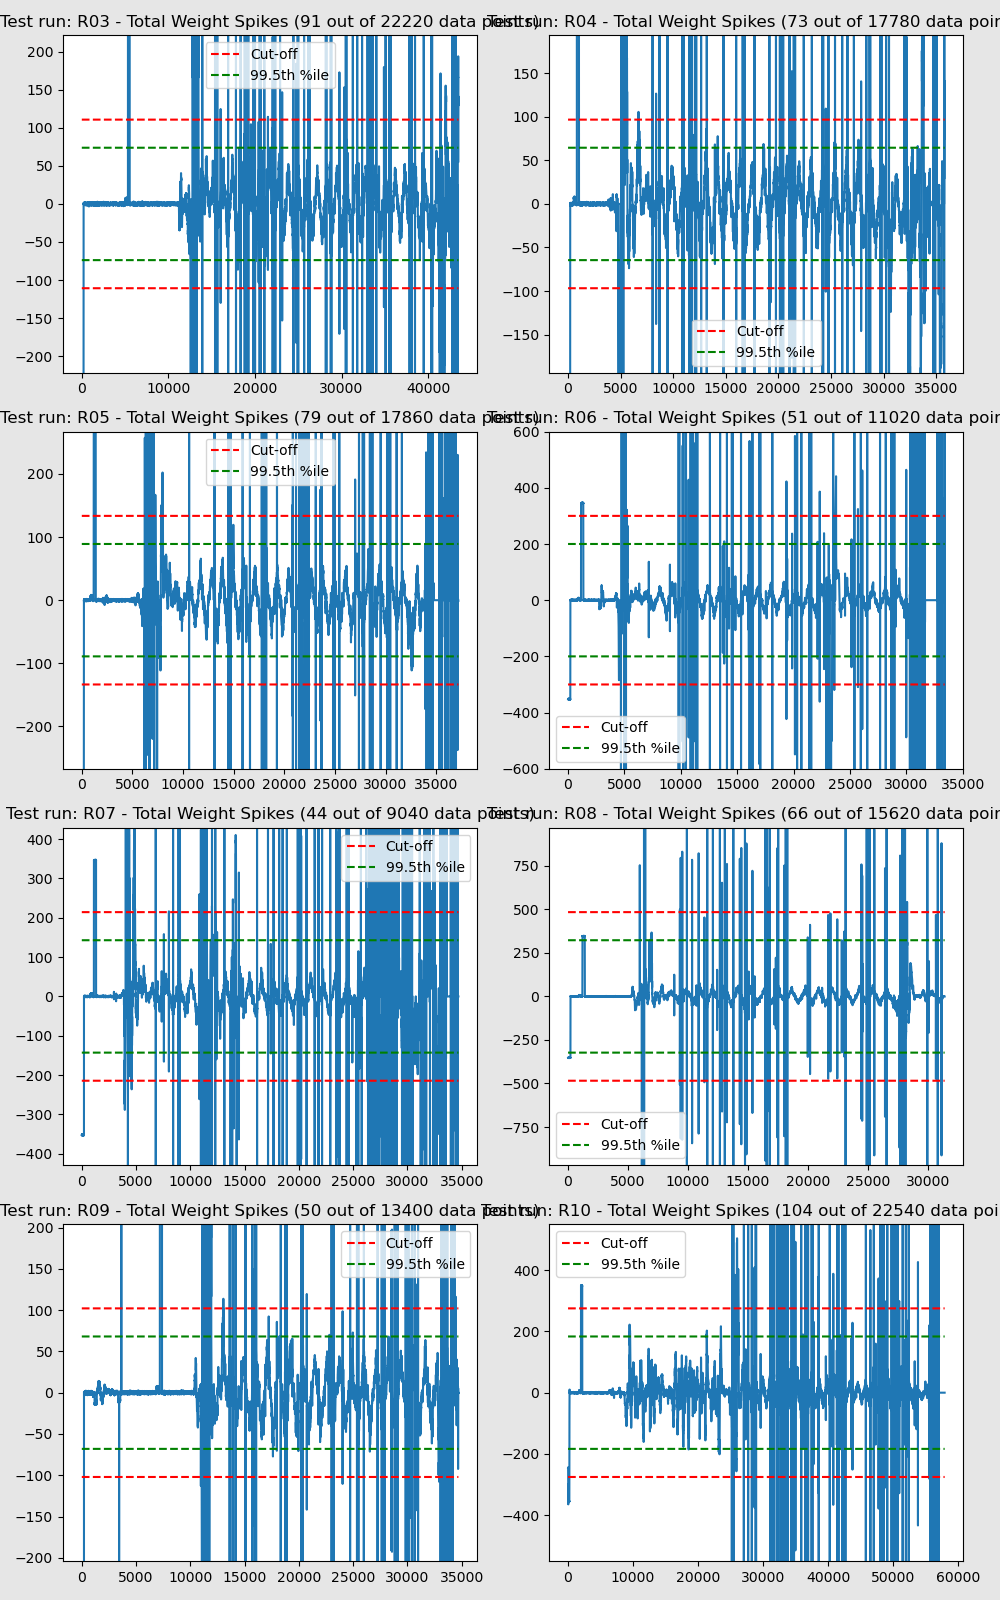 Test run: R03 - Total Weight Spikes (91 out of 22220 data points)
Test run: R04 - Total Weight Spikes (73 out of 17780 data poin
200
150
100
50
0
−50
−100
−150
−200
Cut-off
99.5th %ile
0 10000 20000 30000 40000
150
100
50
0
−50
−100
−150
Cut-off
99.5th %ile
0 5000 10000 15000 20000 25000 30000 35000
Test run: R05 - Total Weight Spikes (79 out of 17860 data points)
Test run: R06 - Total Weight Spikes (51 out of 11020 data poin
200
100
0
−100
−200
Cut-off
99.5th %ile
0 5000 10000 15000 20000 25000 30000 35000
600
400
200
0
−200
−400
−600
Cut-off
99.5th %ile
0 5000 10000 15000 20000 25000 30000 35000
Test run: R07 - Total Weight Spikes (44 out of 9040 data points)
Test run: R08 - Total Weight Spikes (66 out of 15620 data poin
400
300
200
100
0
−100
−200
−300
−400
Cut-off
99.5th %ile
0 5000 10000 15000 20000 25000 30000 35000
750
500
250
0
−250
−500
−750
Cut-off
99.5th %ile
0 5000 10000 15000 20000 25000 30000
Test run: R09 - Total Weight Spikes (50 out of 13400 data points)
Test run: R10 - Total Weight Spikes (104 out of 22540 data poi
200
150
100
50
0
−50
−100
−150
−200
Cut-off
99.5th %ile
0 5000 10000 15000 20000 25000 30000 35000
400
200
0
−200
−400
Cut-off
99.5th %ile
0 10000 20000 30000 40000 50000 60000